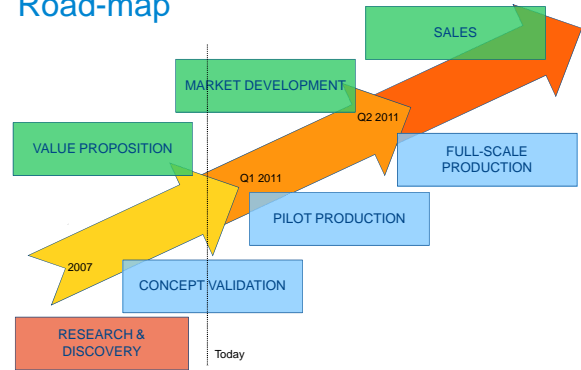 Road-map
SALES
MARKET DEVELOPMENT
Q2 2011
VALUE PROPOSITION
FULL-SCALE
PRODUCTION
Q1 2011
PILOT PRODUCTION
2007
CONCEPT VALIDATION
RESEARCH &
DISCOVERY
Today